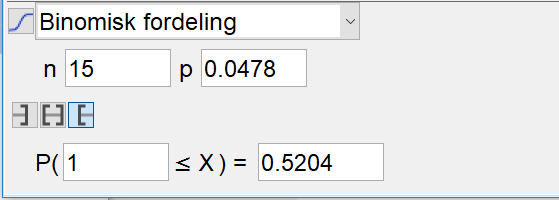 Binomisk fordeling
n 15 p 0.0478
P( 1 ≤ X ) = 0.5204